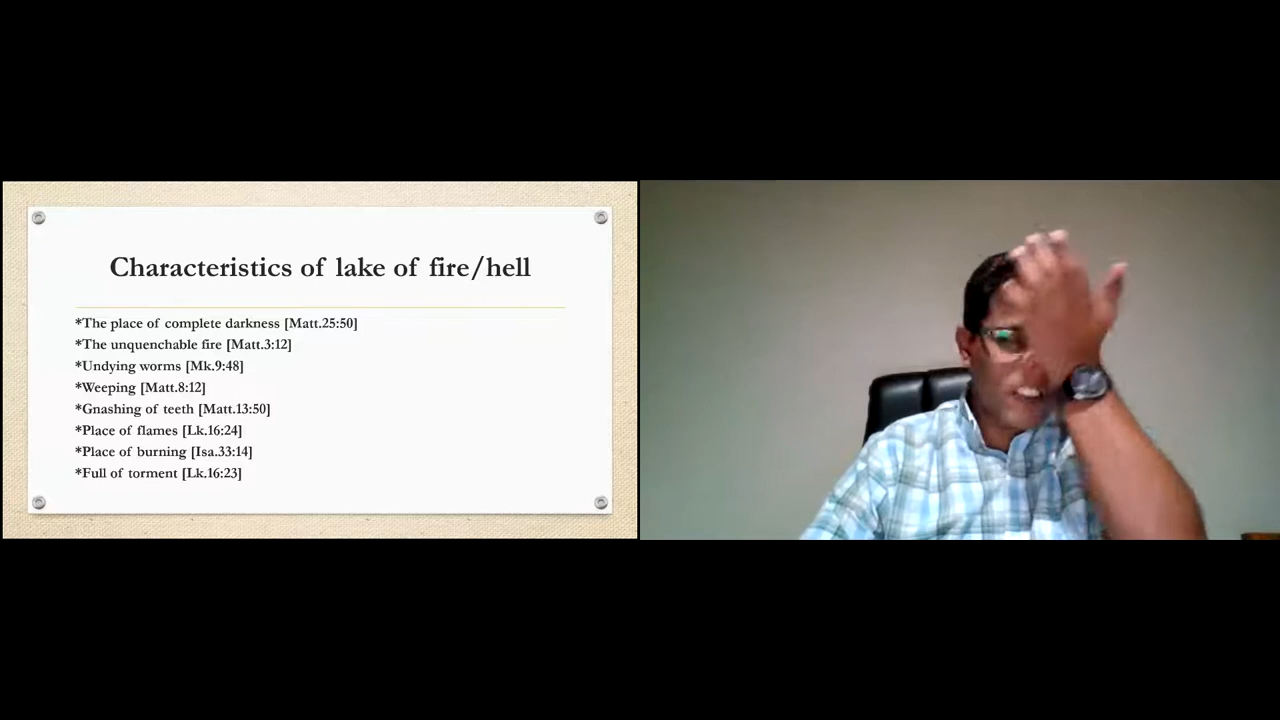 Characteristics of lake of fire/hell
*The place of complete darkness [Matt.25:50]
*The unquenchable fire [Matt.3:12]
*Undying worms [Mk.9:48]
*Weeping [Matt.8:12]
*Gnashing of teeth [Matt.13:50]
*Place of flames [Lk.16:24]
*Place of burning [Isa.33:14]
*Full of torment [Lk.16:23]